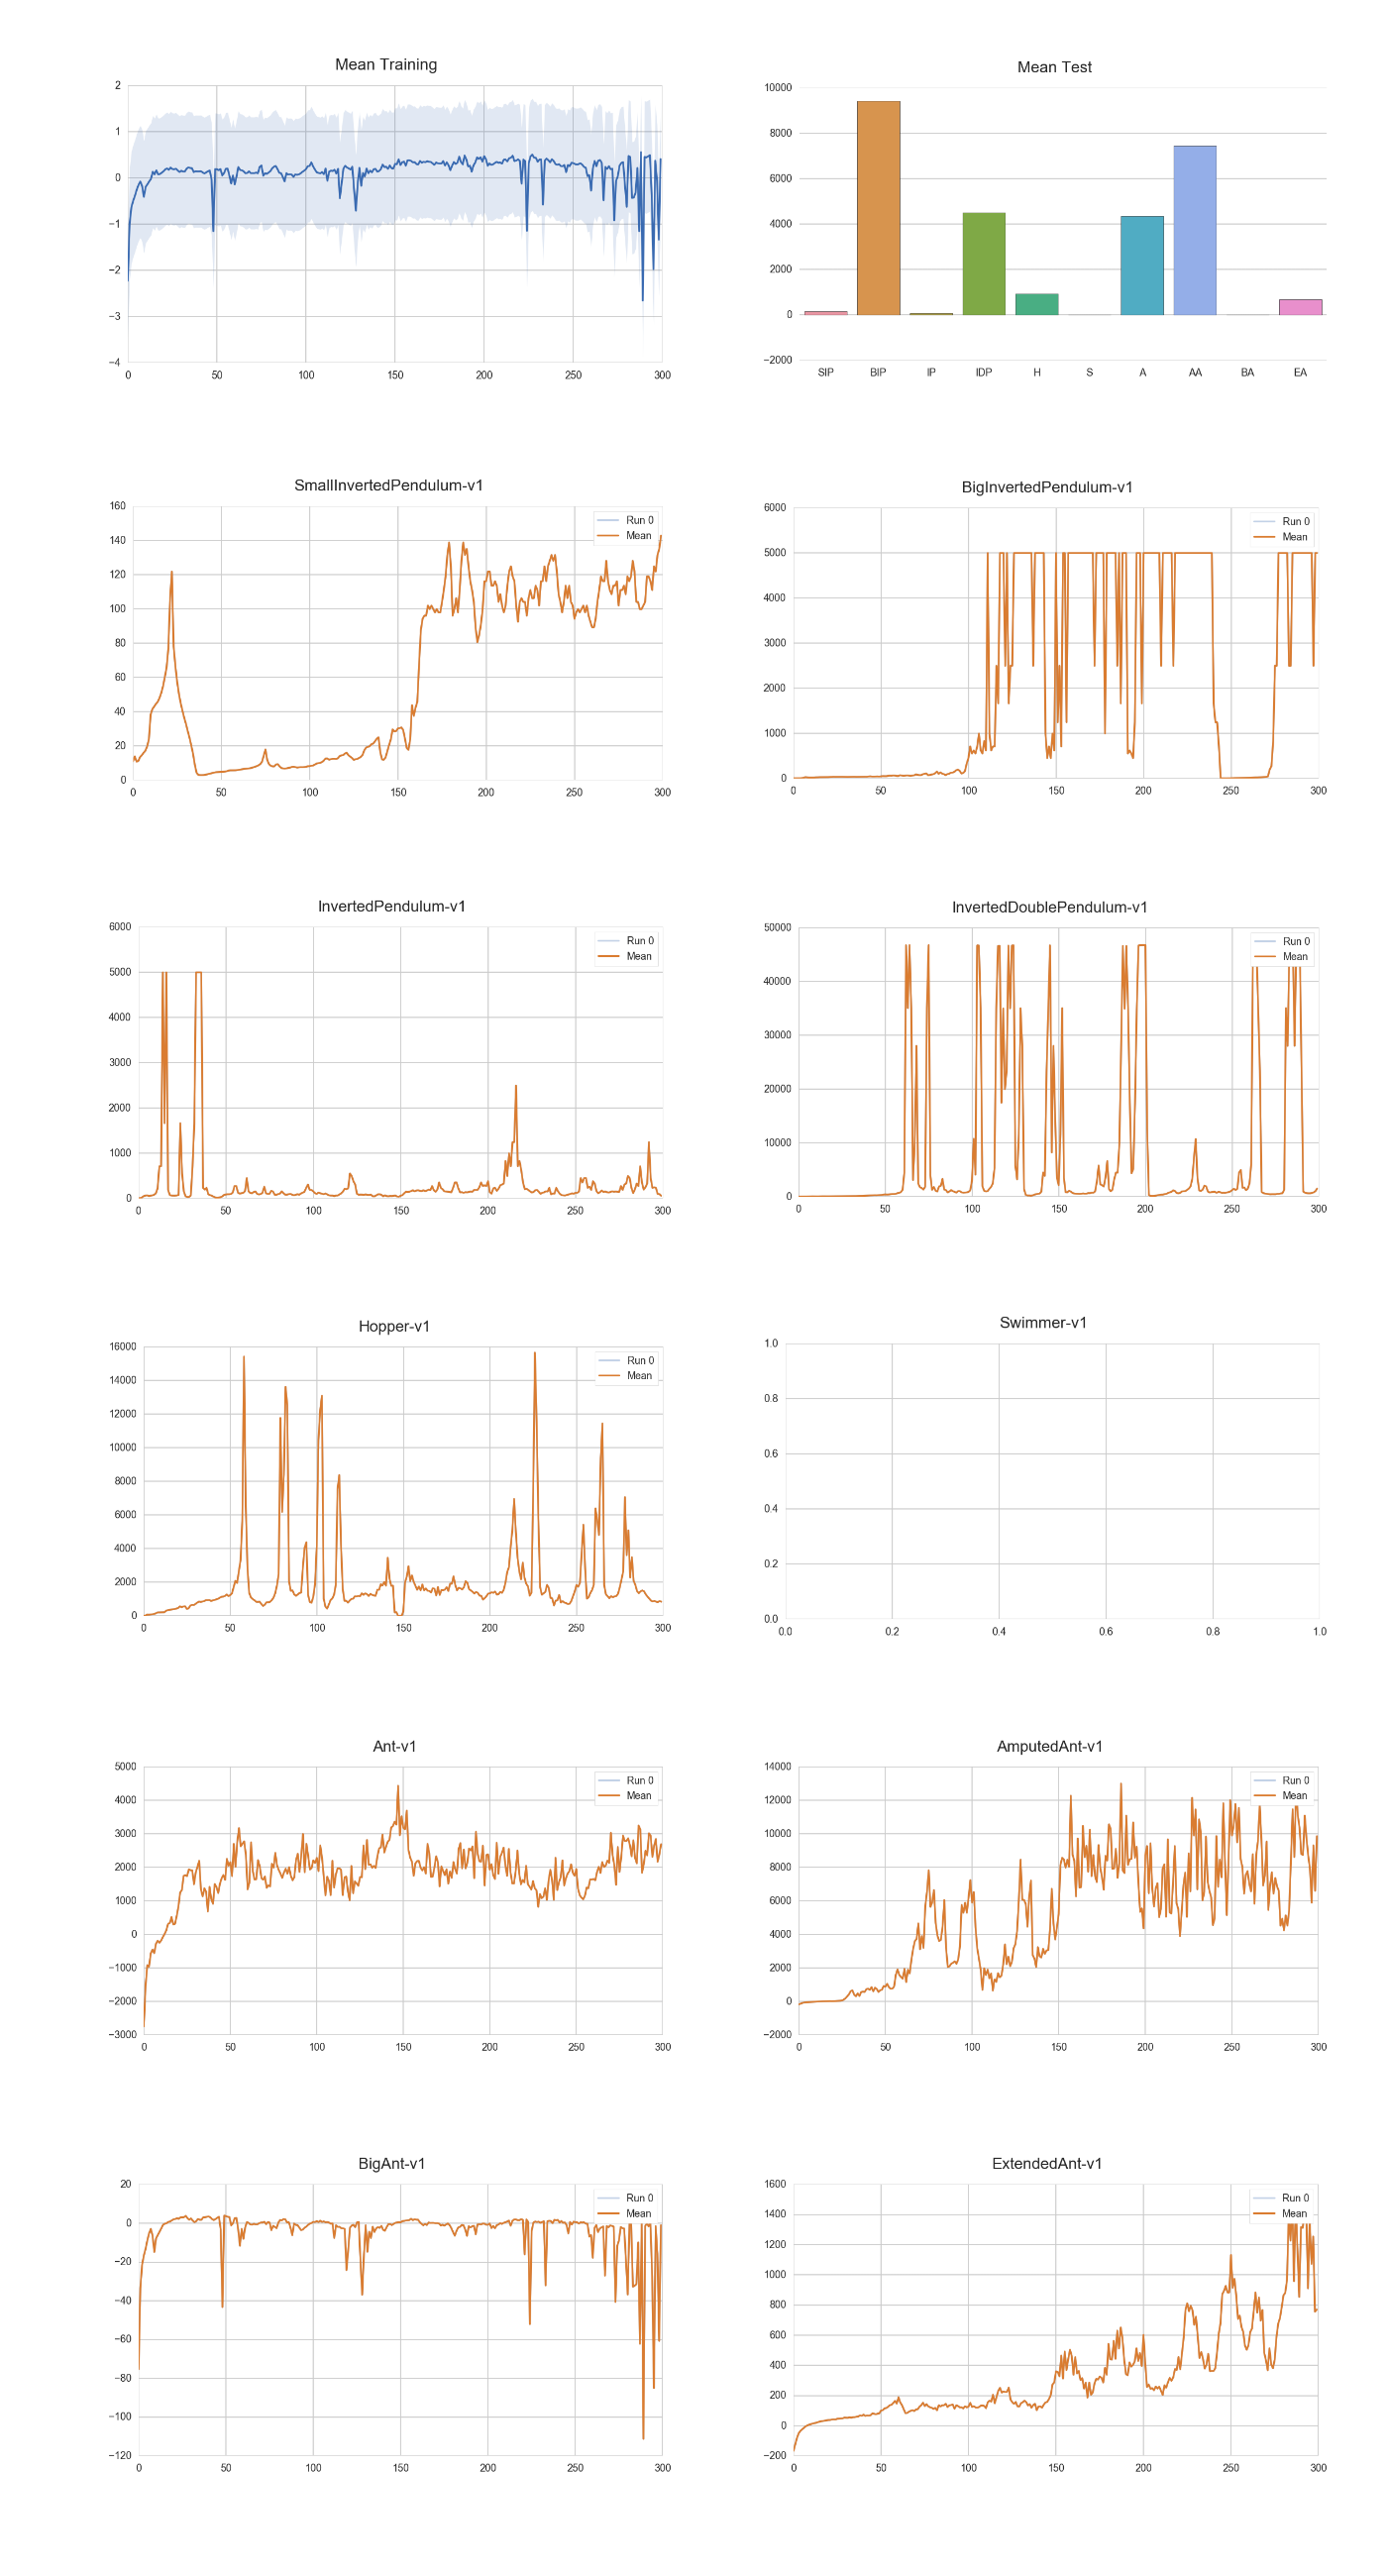 Mean Training
2
1
0
−1
−2
−3
−4
0 50 100 150 200 250 300
Mean Test
10000
8000
6000
4000
2000
0
−2000
SIP BIP IP IDP H S A AA BA EA
SmallInvertedPendulum-v1
160
140
120
100
80
60
40
20
0
0 50 100 150 200 250 300
Run 0
Mean
BigInvertedPendulum-v1
6000
5000
4000
3000
2000
1000
0
0 50 100 150 200 250 300
Run 0
Mean
InvertedPendulum-v1
6000
5000
4000
3000
2000
1000
0
0 50 100 150 200 250 300
Run 0
Mean
InvertedDoublePendulum-v1
50000
40000
30000
20000
10000
0
0 50 100 150 200 250 300
Run 0
Mean
Hopper-v1
16000
14000
12000
10000
8000
6000
4000
2000
0
0 50 100 150 200 250 300
Run 0
Mean
Swimmer-v1
1.0
0.8
0.6
0.4
0.2
0.0
0.0 0.2 0.4 0.6 0.8 1.0
Ant-v1
5000
4000
3000
2000
1000
0
−1000
−2000
−3000
0 50 100 150 200 250 300
Run 0
Mean
AmputedAnt-v1
14000
12000
10000
8000
6000
4000
2000
0
−2000
0 50 100 150 200 250 300
Run 0
Mean
BigAnt-v1
20
0
−20
−40
−60
−80
−100
−120
0 50 100 150 200 250 300
Run 0
Mean
ExtendedAnt-v1
1600
1400
1200
1000
800
600
400
200
0
−200
0 50 100 150 200 250 300
Run 0
Mean